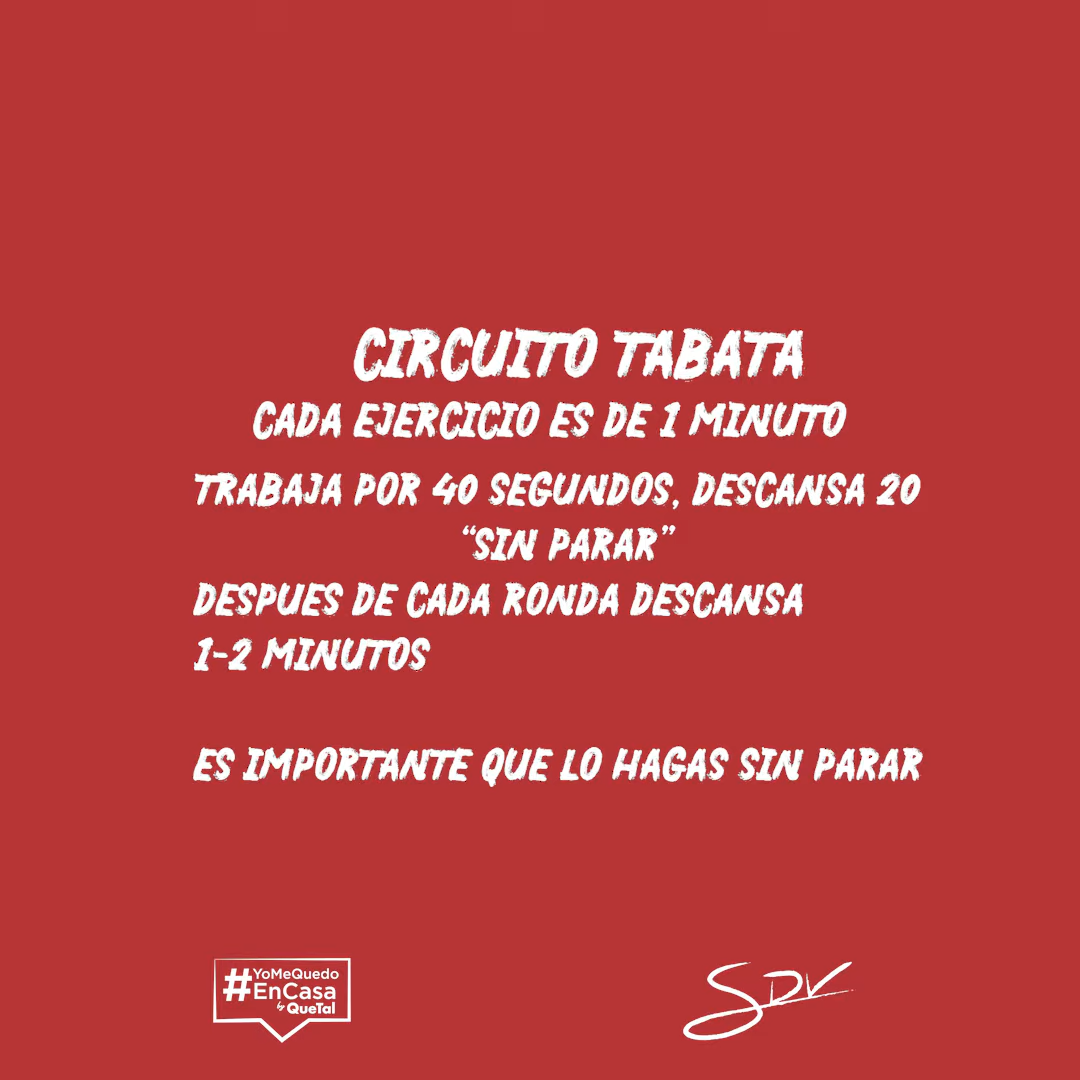 CIRCUITO TABATA
CADA EJERCICIO ES DE 1 MINUTO
TRABAJA POR 40 SEGUNDOS, DESCANSA 20
“SIN PARAR”
DESPUES DE CADA RONDA DESCANSA
1-2 MINUTOS
ES IMPORTANTE QUE LO HAGAS SIN PARAR
#YoMeQuedo
EnCasa
by QueTal
SDV